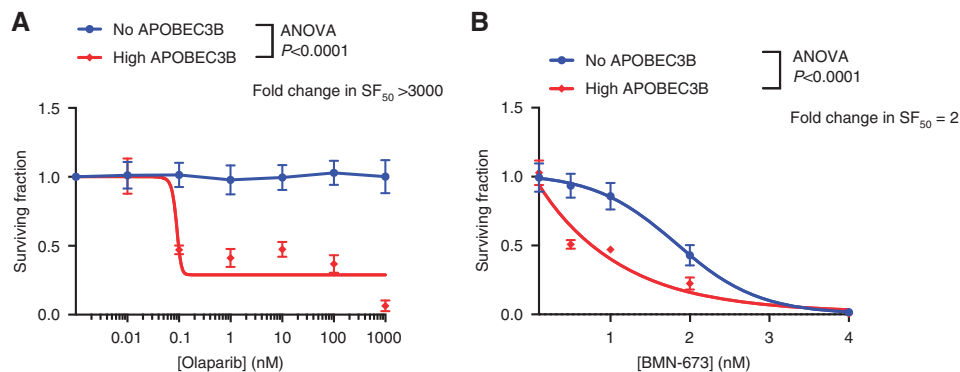 A
No APOBEC3B
High APOBEC3B
ANOVA
P<0.0001
Fold change in SF50 >3000
Surviving fraction
1.5
1.0
0.5
0.0
0.01 0.1 1 10 100 1000
[Olaparib] (nM)
B
No APOBEC3B
High APOBEC3B
ANOVA
P<0.0001
Fold change in SF50 = 2
Surviving fraction
1.5
1.0
0.5
0.0
1 2 3 4
[BMN-673] (nM)